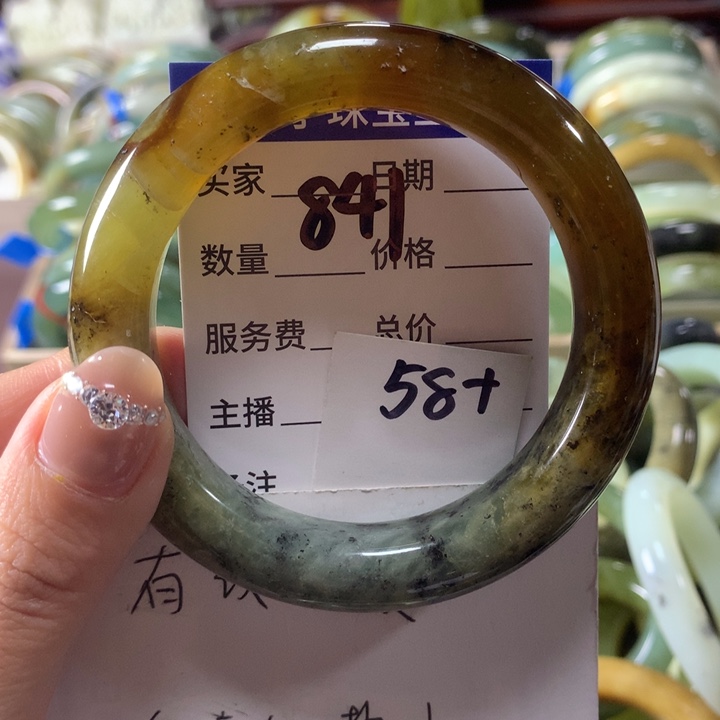 珠宝
买家 841 日期
数量 价格
服务费 总价
主播 58+
注
有